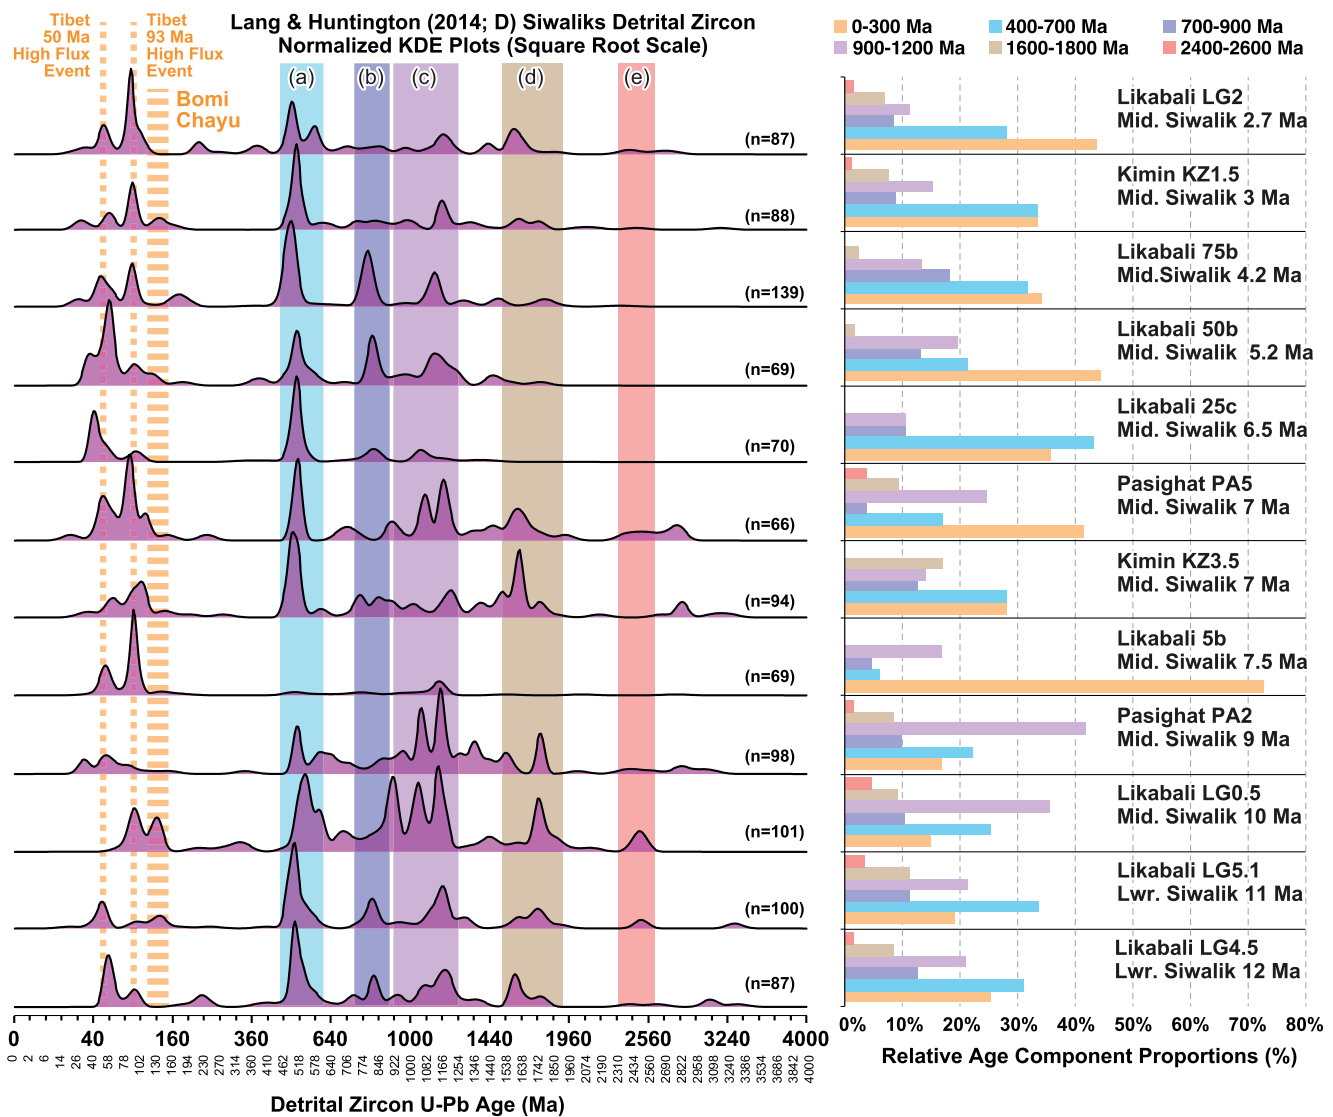 Lang & Huntington (2014; D) Siwaliks Detrital Zircon
Normalized KDE Plots (Square Root Scale)
Tibet
50 Ma
High Flux
Event
Tibet
93 Ma
High Flux
Event
Bomi
Chayu
(a)
(b)
(c)
(d)
(e)
0-300 Ma
400-700 Ma
700-900 Ma
900-1200 Ma
1600-1800 Ma
2400-2600 Ma
(n=87)
Likabali LG2
Mid. Siwalik 2.7 Ma
(n=88)
Kimin KZ1.5
Mid. Siwalik 3 Ma
(n=139)
Likabali 75b
Mid.Siwalik 4.2 Ma
(n=69)
Likabali 50b
Mid. Siwalik 5.2 Ma
(n=70)
Likabali 25c
Mid. Siwalik 6.5 Ma
(n=66)
Pasighat PA5
Mid. Siwalik 7 Ma
(n=94)
Kimin KZ3.5
Mid. Siwalik 7 Ma
(n=69)
Likabali 5b
Mid. Siwalik 7.5 Ma
(n=98)
Pasighat PA2
Mid. Siwalik 9 Ma
(n=101)
Likabali LG0.5
Mid. Siwalik 10 Ma
(n=100)
Likabali LG5.1
Lwr. Siwalik 11 Ma
(n=87)
Likabali LG4.5
Lwr. Siwalik 12 Ma
0 40 160 360 640 1000 1440 1960 2560 3240 4000
0 2 6 14 26 40 58 78 102 130 160 194 230 270 314 360 410 462 518 578 640 706 774 846 922 1000 1082 1166 1254 1346 1440 1538 1638 1742 1850 1960 2074 2190 2310 2434 2560 2690 2822 2958 3098 3240 3386 3534 3686 3842 4000
Detrital Zircon U-Pb Age (Ma)
0% 10% 20% 30% 40% 50% 60% 70% 80%
Relative Age Component Proportions (%)